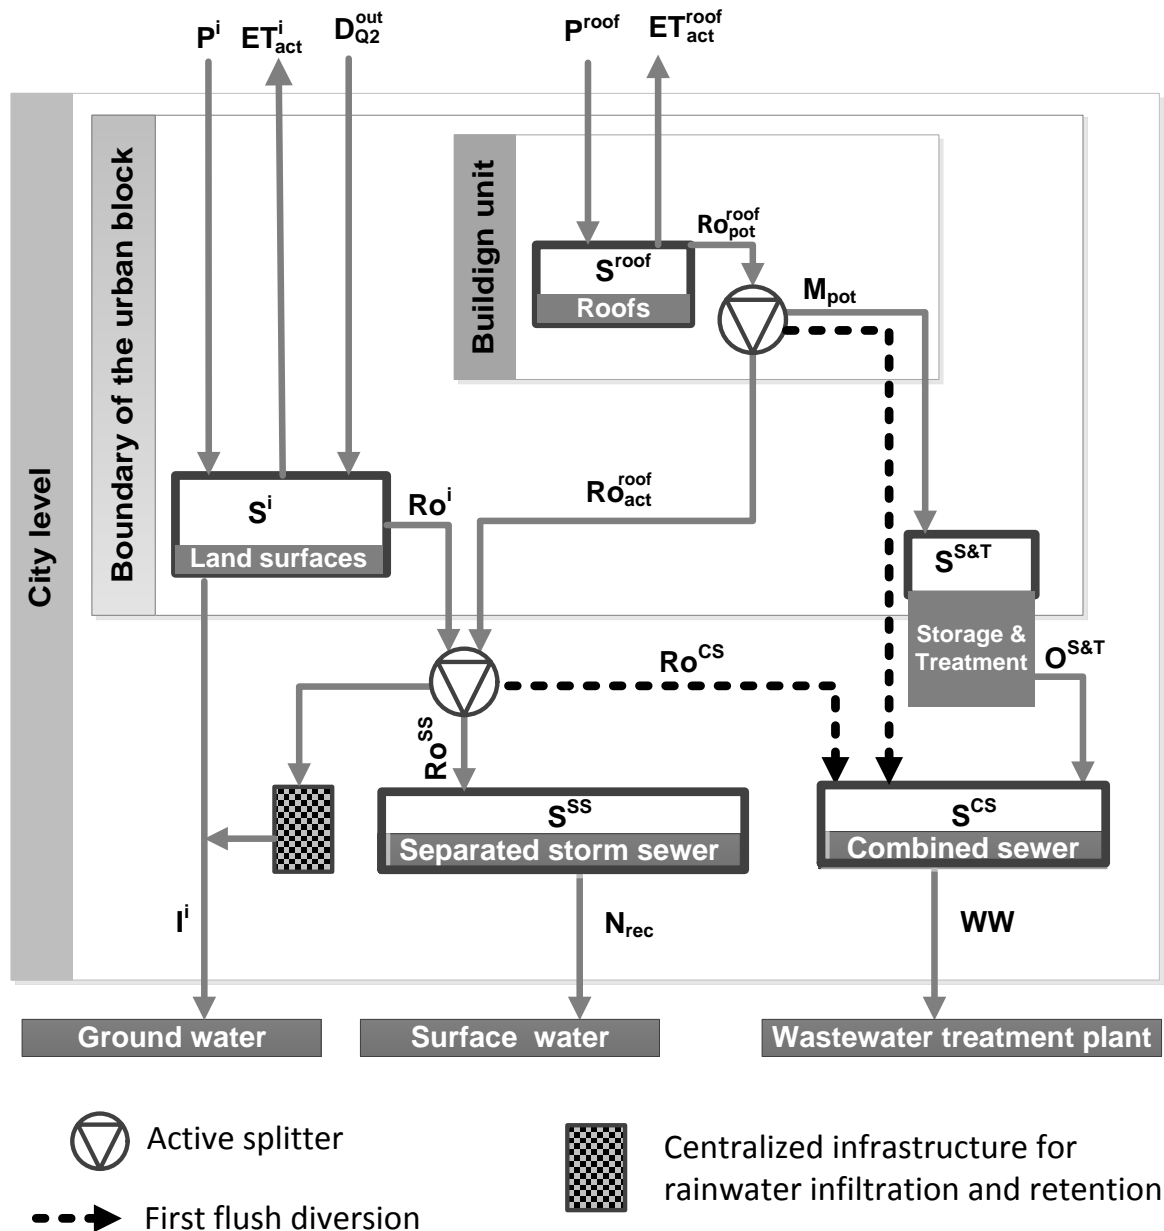 P^i
ET^i_act
D^out_Q2
P^roof
ET^roof_act
City level
Boundary of the urban block
Buildign unit
Ro^roof_pot
S^roof
Roofs
M_pot
S^i
Land surfaces
Ro^i
Ro^roof_act
S^S&T
Storage &
Treatment
O^S&T
Ro^CS
Ro^SS
S^SS
Separated storm sewer
S^CS
Combined sewer
I^i
N_rec
WW
Ground water
Surface water
Wastewater treatment plant
Active splitter
First flush diversion
Centralized infrastructure for
rainwater infiltration and retention